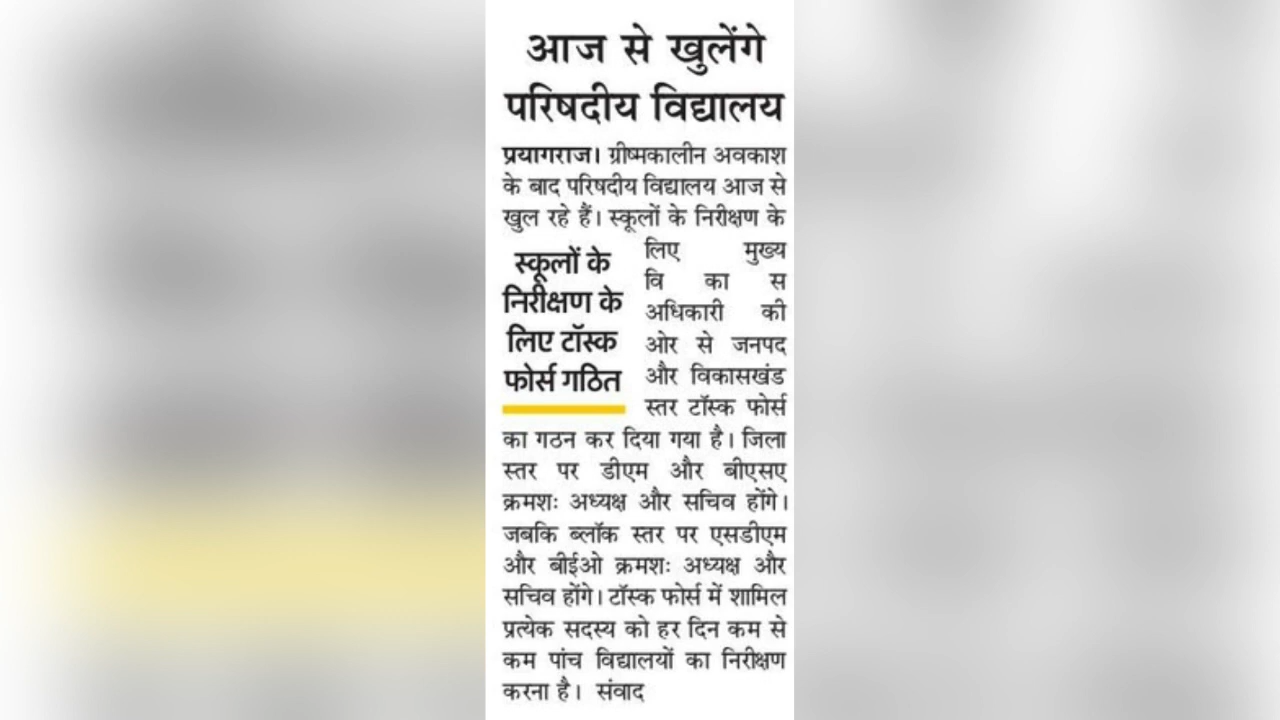 आज से खुलेंगे
परिषदीय विद्यालय
प्रयागराज। ग्रीष्मकालीन अवकाश
के बाद परिषदीय विद्यालय आज से
खुल रहे हैं। स्कूलों के निरीक्षण के
स्कूलों के
निरीक्षण के
लिए टॉस्क
फोर्स गठित
लिए मुख्य
वि का स
अधिकारी की
ओर से जनपद
और विकासखंड
स्तर टॉस्क फोर्स
का गठन कर दिया गया है। जिला
स्तर पर डीएम और बीएसए
क्रमशः अध्यक्ष और सचिव होंगे।
जबकि ब्लॉक स्तर पर एसडीएम
और बीईओ क्रमशः अध्यक्ष और
सचिव होंगे। टॉस्क फोर्स में शामिल
प्रत्येक सदस्य को हर दिन कम से
कम पांच विद्यालयों का निरीक्षण
करना है। संवाद